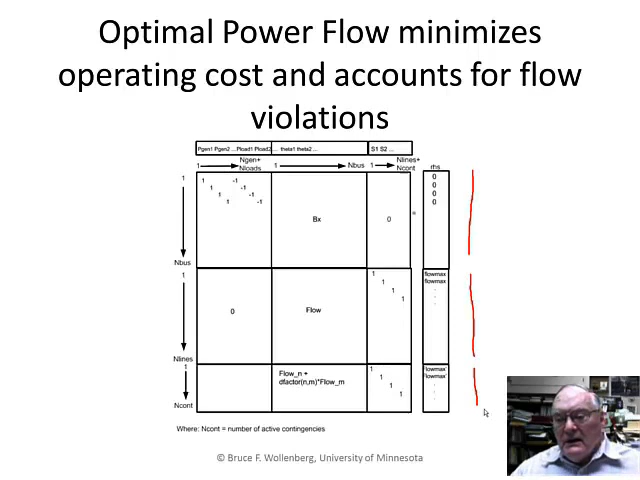 Optimal Power Flow minimizes
operating cost and accounts for flow
violations
Pgen1 Pgen2 ...Pload1 Pload2 ... theta1 theta2 ... S1 S2 ...
Ngen+
Nloads
Nlines+
Ncont
1 1 Nbus 1 rhs
1 1 -1 0
1 -1 0
1 -1 0
1 -1 0
Bx 0 =
Nbus
1 1 flowmax
1 flowmax
1 .
1 .
.
0 Flow
Nlines
1 Flow_n + 1 Flowmax'
dfactor(n,m)*Flow_m 1 Flowmax'
1 .
1 .
.
Ncont
Where: Ncont = number of active contingencies
© Bruce F. Wollenberg, University of Minnesota